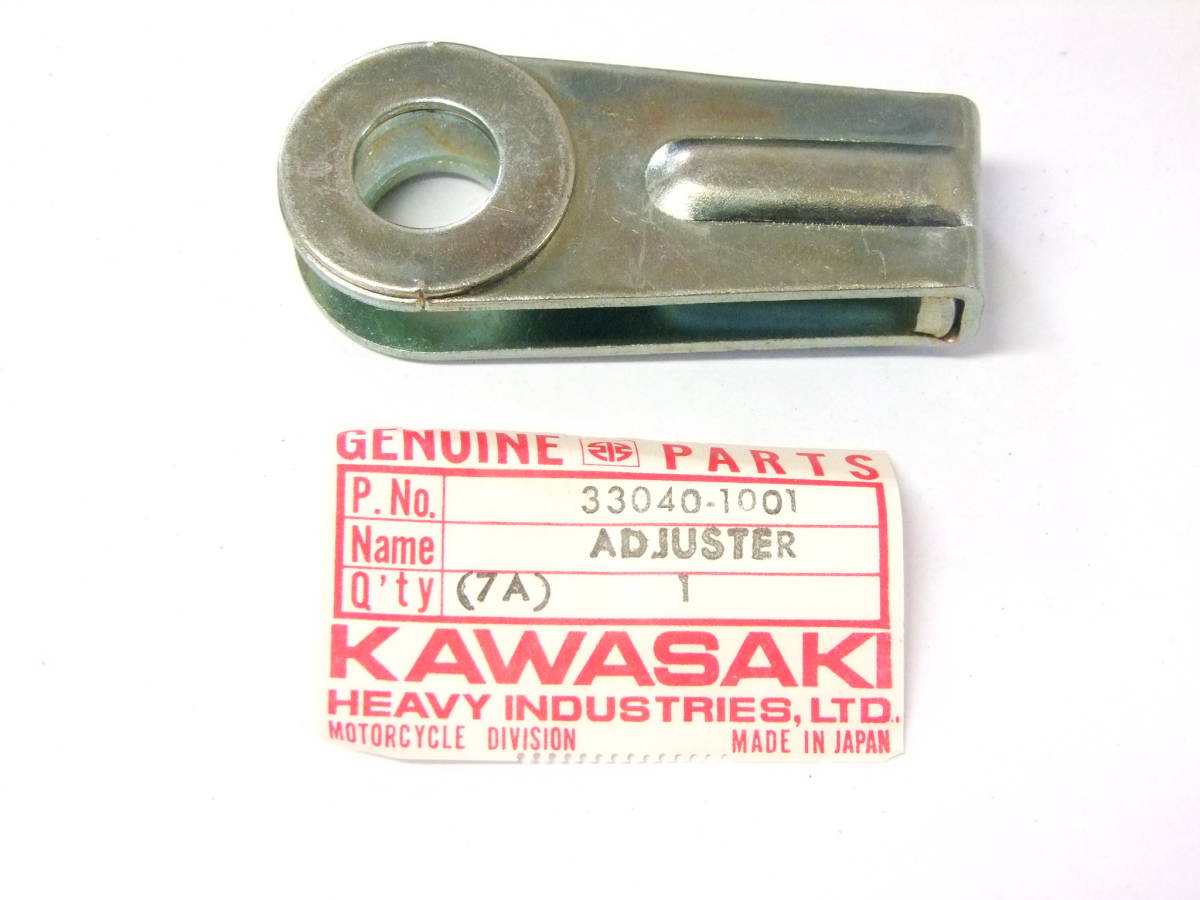 GENUINE PARTS
P.No. 33040-1001
Name ADJUSTER
Q'ty (7A) 1
KAWASAKI
HEAVY INDUSTRIES, LTD.
MOTORCYCLE DIVISION MADE IN JAPAN